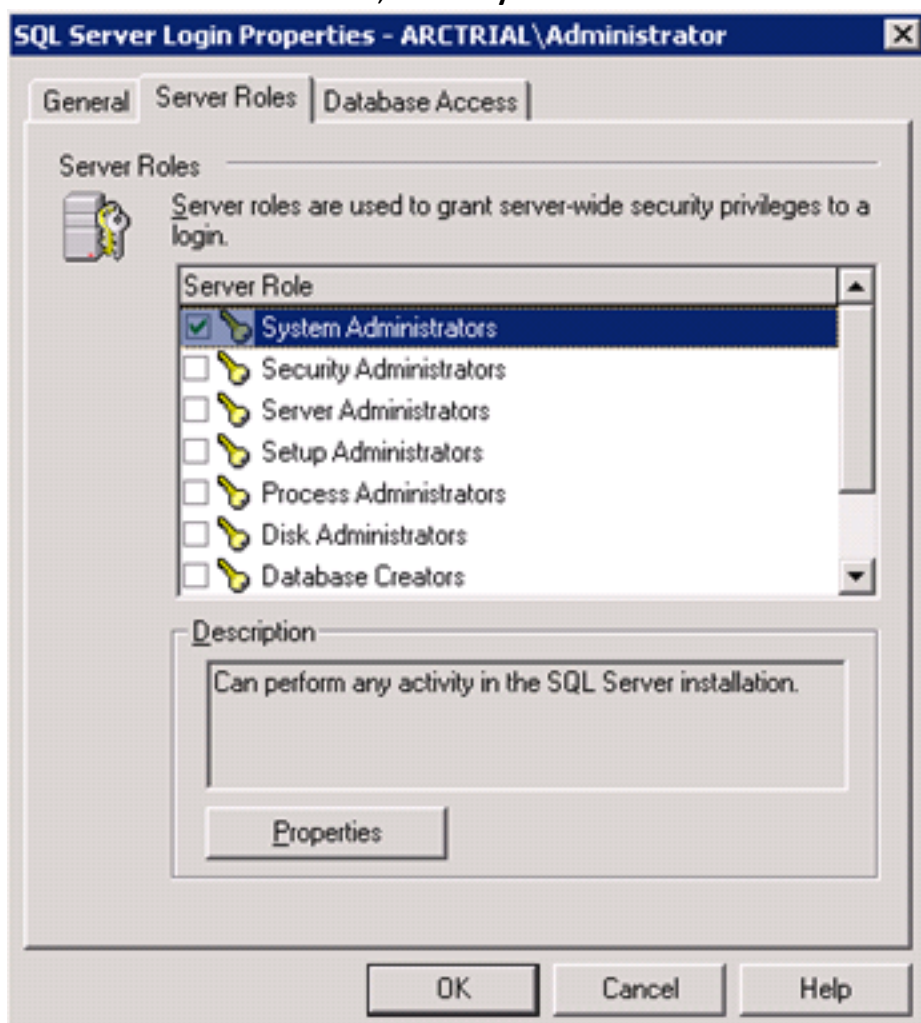 SQL Server Login Properties - ARCTRIAL\Administrator
General Server Roles Database Access
Server Roles
Server roles are used to grant server-wide security privileges to a
login.
Server Role
System Administrators
Security Administrators
Server Administrators
Setup Administrators
Process Administrators
Disk Administrators
Database Creators
Description
Can perform any activity in the SQL Server installation.
Properties
OK Cancel Help